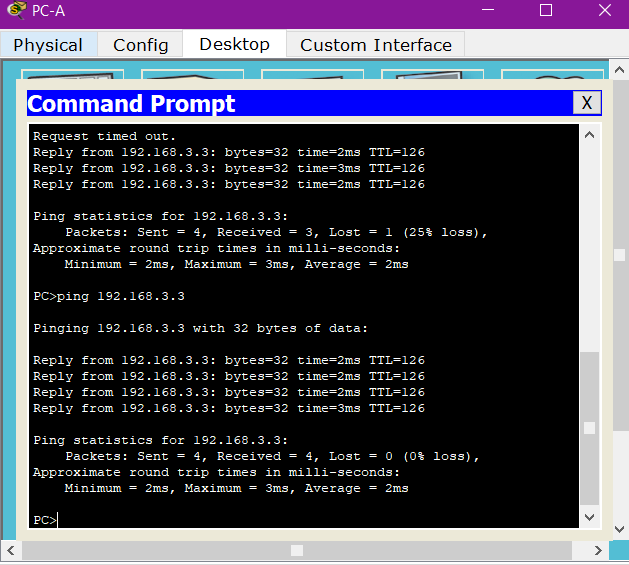 PC-A
Physical Config Desktop Custom Interface
Command Prompt X
Request timed out.
Reply from 192.168.3.3: bytes=32 time=2ms TTL=126
Reply from 192.168.3.3: bytes=32 time=3ms TTL=126
Reply from 192.168.3.3: bytes=32 time=2ms TTL=126
Ping statistics for 192.168.3.3:
Packets: Sent = 4, Received = 3, Lost = 1 (25% loss),
Approximate round trip times in milli-seconds:
Minimum = 2ms, Maximum = 3ms, Average = 2ms
PC>ping 192.168.3.3
Pinging 192.168.3.3 with 32 bytes of data:
Reply from 192.168.3.3: bytes=32 time=2ms TTL=126
Reply from 192.168.3.3: bytes=32 time=2ms TTL=126
Reply from 192.168.3.3: bytes=32 time=2ms TTL=126
Reply from 192.168.3.3: bytes=32 time=3ms TTL=126
Ping statistics for 192.168.3.3:
Packets: Sent = 4, Received = 4, Lost = 0 (0% loss),
Approximate round trip times in milli-seconds:
Minimum = 2ms, Maximum = 3ms, Average = 2ms
PC>